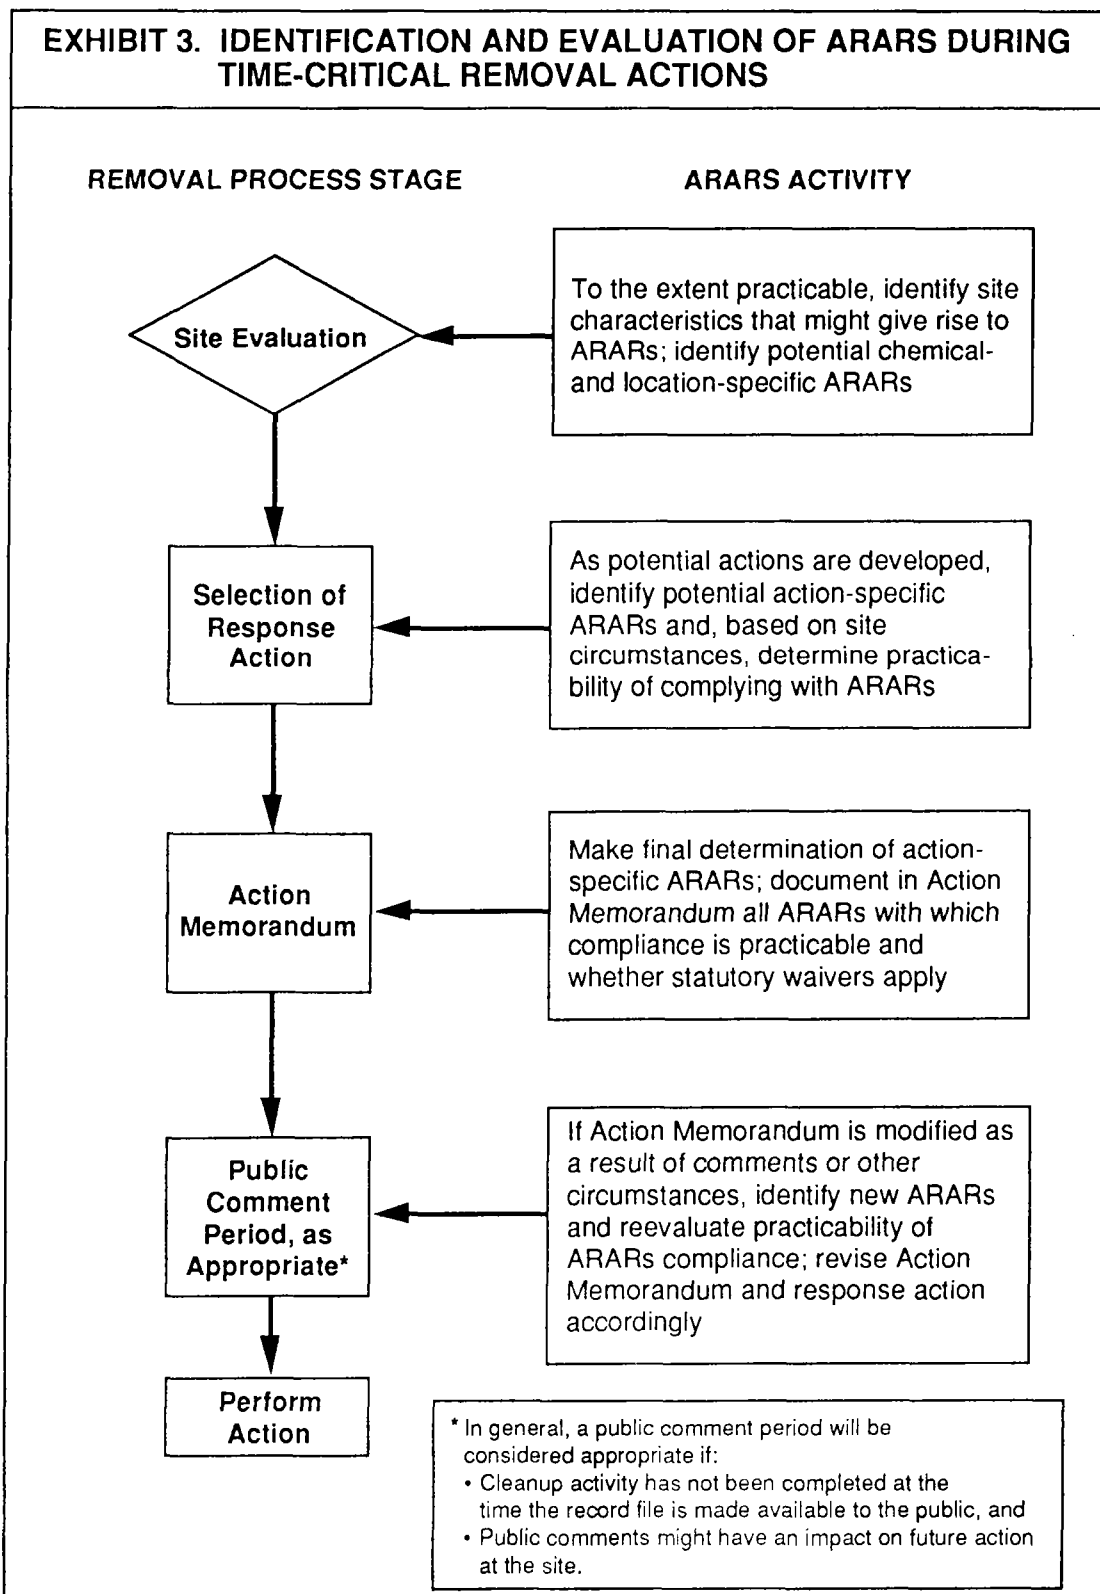 EXHIBIT 3. IDENTIFICATION AND EVALUATION OF ARARS DURING
TIME-CRITICAL REMOVAL ACTIONS
REMOVAL PROCESS STAGE
ARARS ACTIVITY
Site Evaluation
To the extent practicable, identify site
characteristics that might give rise to
ARARs; identify potential chemical-
and location-specific ARARs
Selection of
Response
Action
As potential actions are developed,
identify potential action-specific
ARARs and, based on site
circumstances, determine practica-
bility of complying with ARARs
Action
Memorandum
Make final determination of action-
specific ARARs; document in Action
Memorandum all ARARs with which
compliance is practicable and
whether statutory waivers apply
Public
Comment
Period, as
Appropriate*
If Action Memorandum is modified as
a result of comments or other
circumstances, identify new ARARs
and reevaluate practicability of
ARARs compliance; revise Action
Memorandum and response action
accordingly
Perform
Action
* In general, a public comment period will be
considered appropriate if:
• Cleanup activity has not been completed at the
time the record file is made available to the public, and
• Public comments might have an impact on future action
at the site.